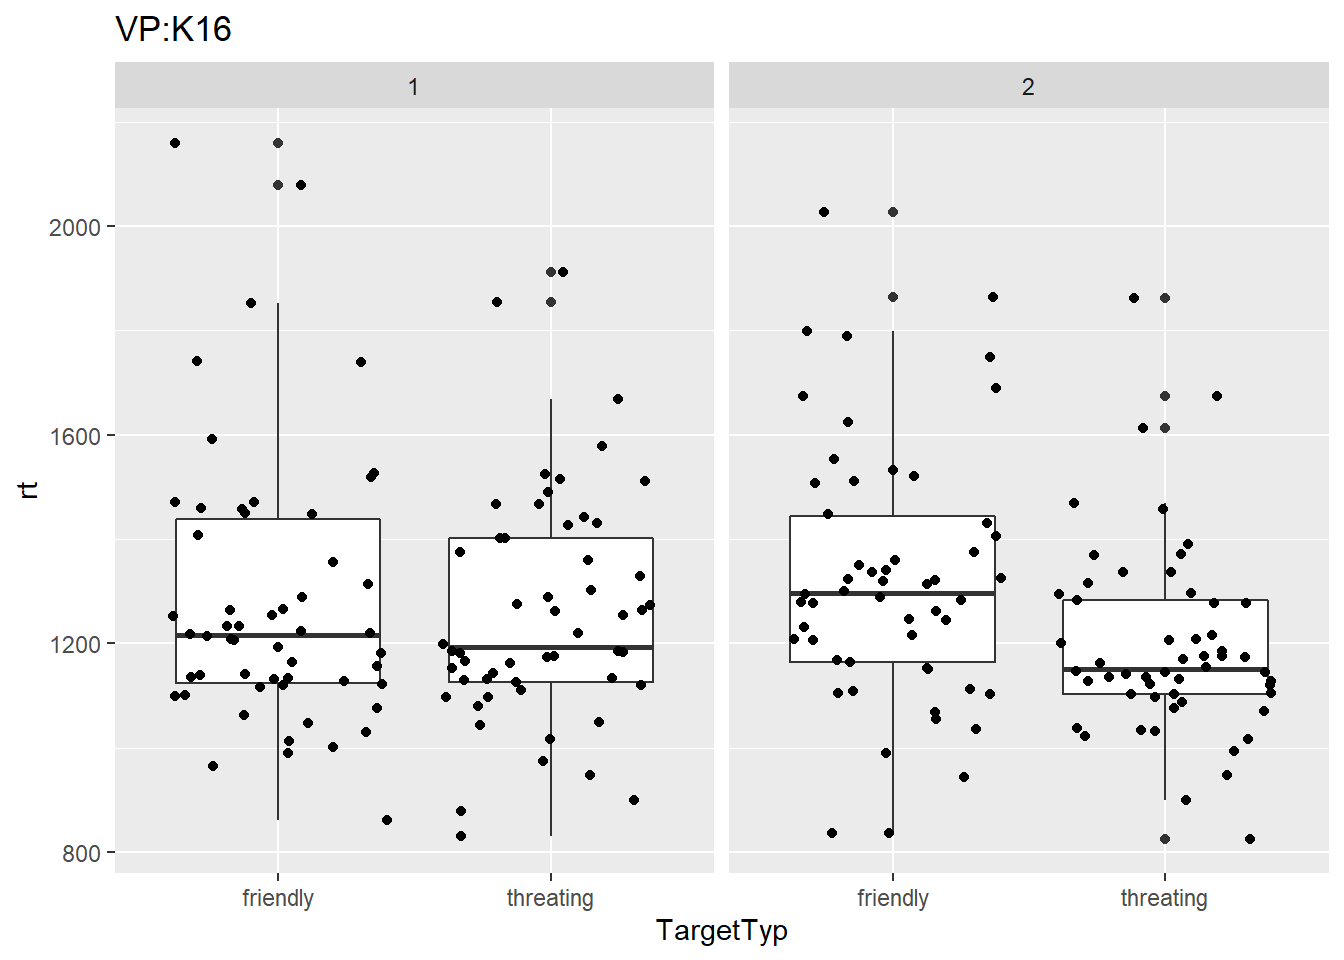 VP:K16
1 2
2000
1600
1200
800
rt
friendly threating friendly threating
TargetTyp